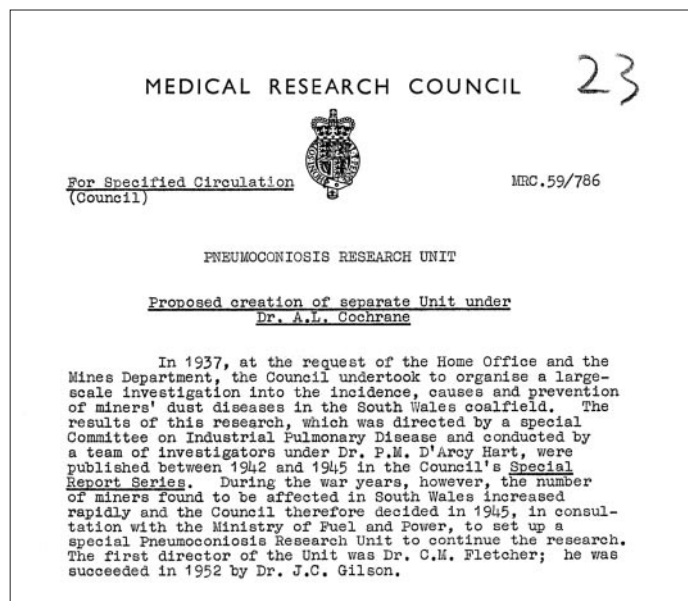 MEDICAL RESEARCH COUNCIL 23
For Specified Circulation MRC.59/786
(Council)
PNEUMOCONIOSIS RESEARCH UNIT
Proposed creation of separate Unit under
Dr. A.L. Cochrane
In 1937, at the request of the Home Office and the
Mines Department, the Council undertook to organise a large-
scale investigation into the incidence, causes and prevention
of miners' dust diseases in the South Wales coalfield. The
results of this research, which was directed by a special
Committee on Industrial Pulmonary Disease and conducted by
a team of investigators under Dr. P.M. D'Arcy Hart, were
published between 1942 and 1945 in the Council's Special
Report Series. During the war years, however, the number
of miners found to be affected in South Wales increased
rapidly and the Council therefore decided in 1945, in consul-
tation with the Ministry of Fuel and Power, to set up a
special Pneumoconiosis Research Unit to continue the research.
The first director of the Unit was Dr. C.M. Fletcher; he was
succeeded in 1952 by Dr. J.C. Gilson.